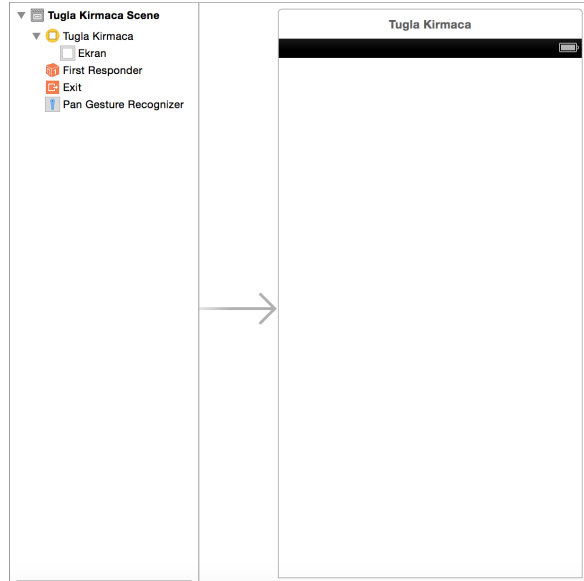 Tugla Kirmaca Scene
Tugla Kirmaca
Ekran
First Responder
Exit
Pan Gesture Recognizer
Tugla Kirmaca